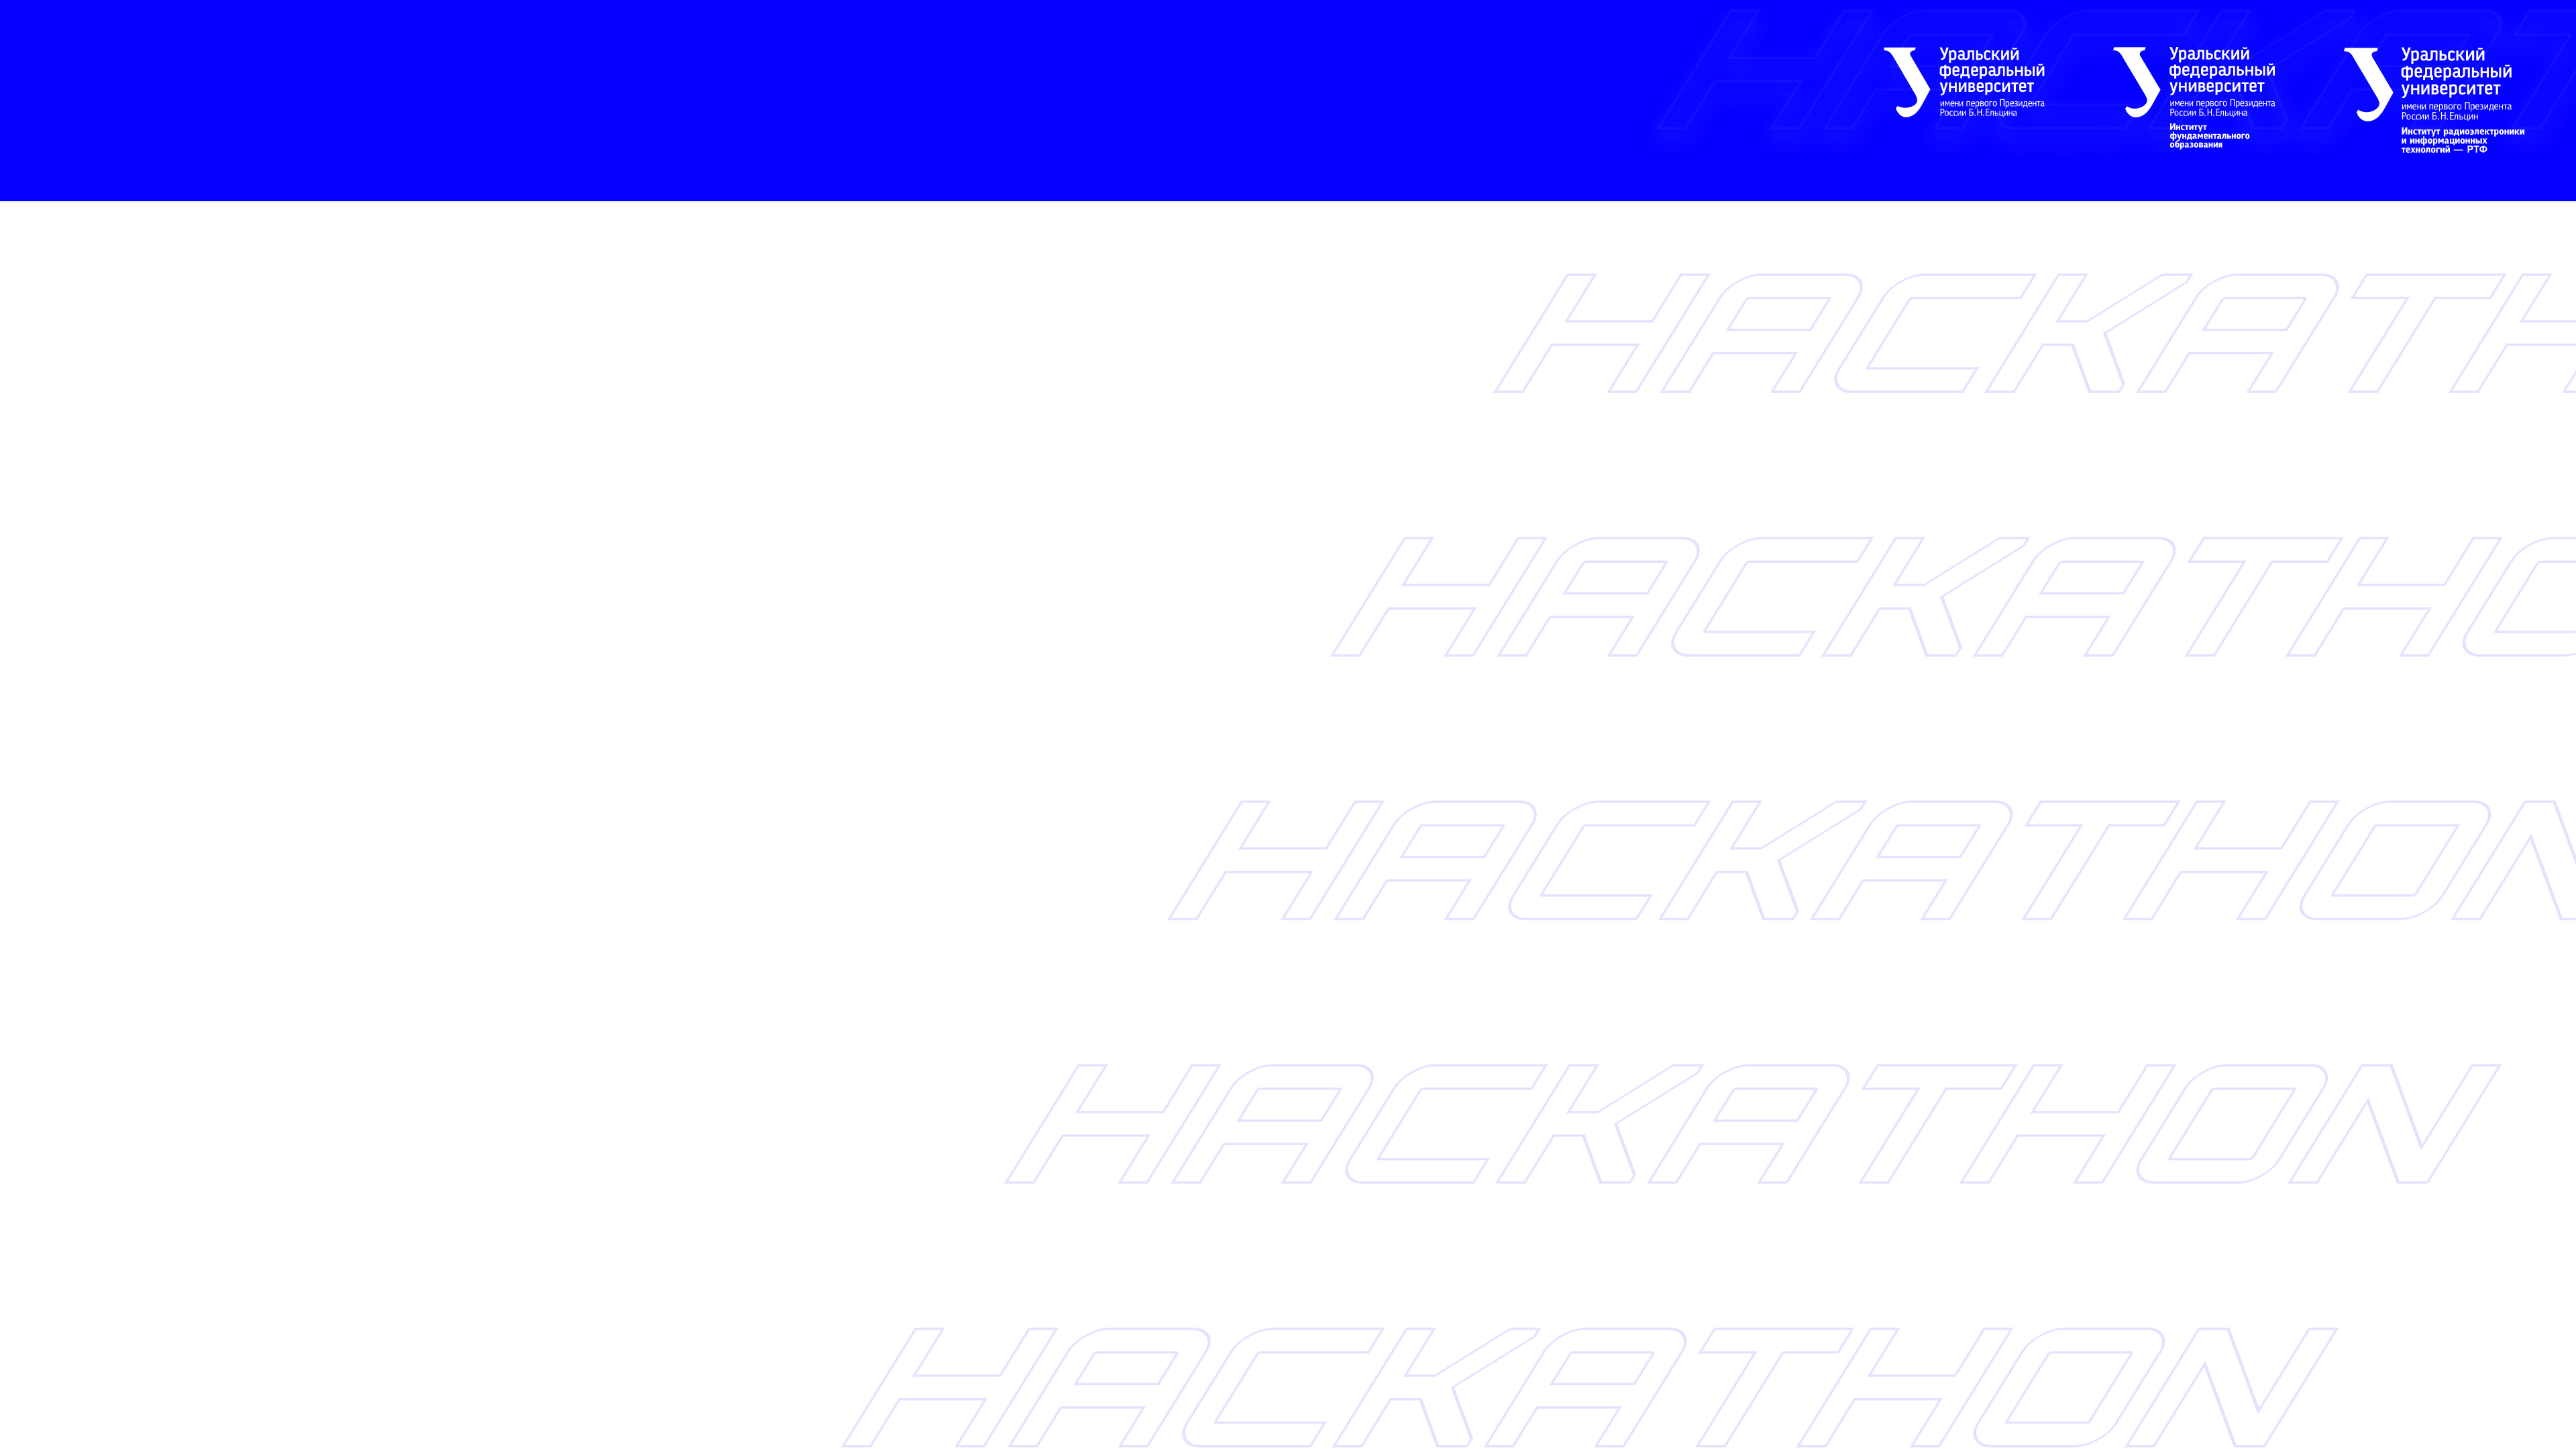 HACKAT
Уральский
федеральный
университет
имени первого Президента
России Б.Н.Ельцина
Уральский
федеральный
университет
имени первого Президента
России Б.Н.Ельцина
Институт
фундаментального
образования
Уральский
федеральный
университет
имени первого Президента
России Б.Н.Ельцин
Институт радиоэлектроники
и информационных
технологий — РТФ
HACKATH
HACKATHO
HACKATHON
HACKATHON
HACKATHON